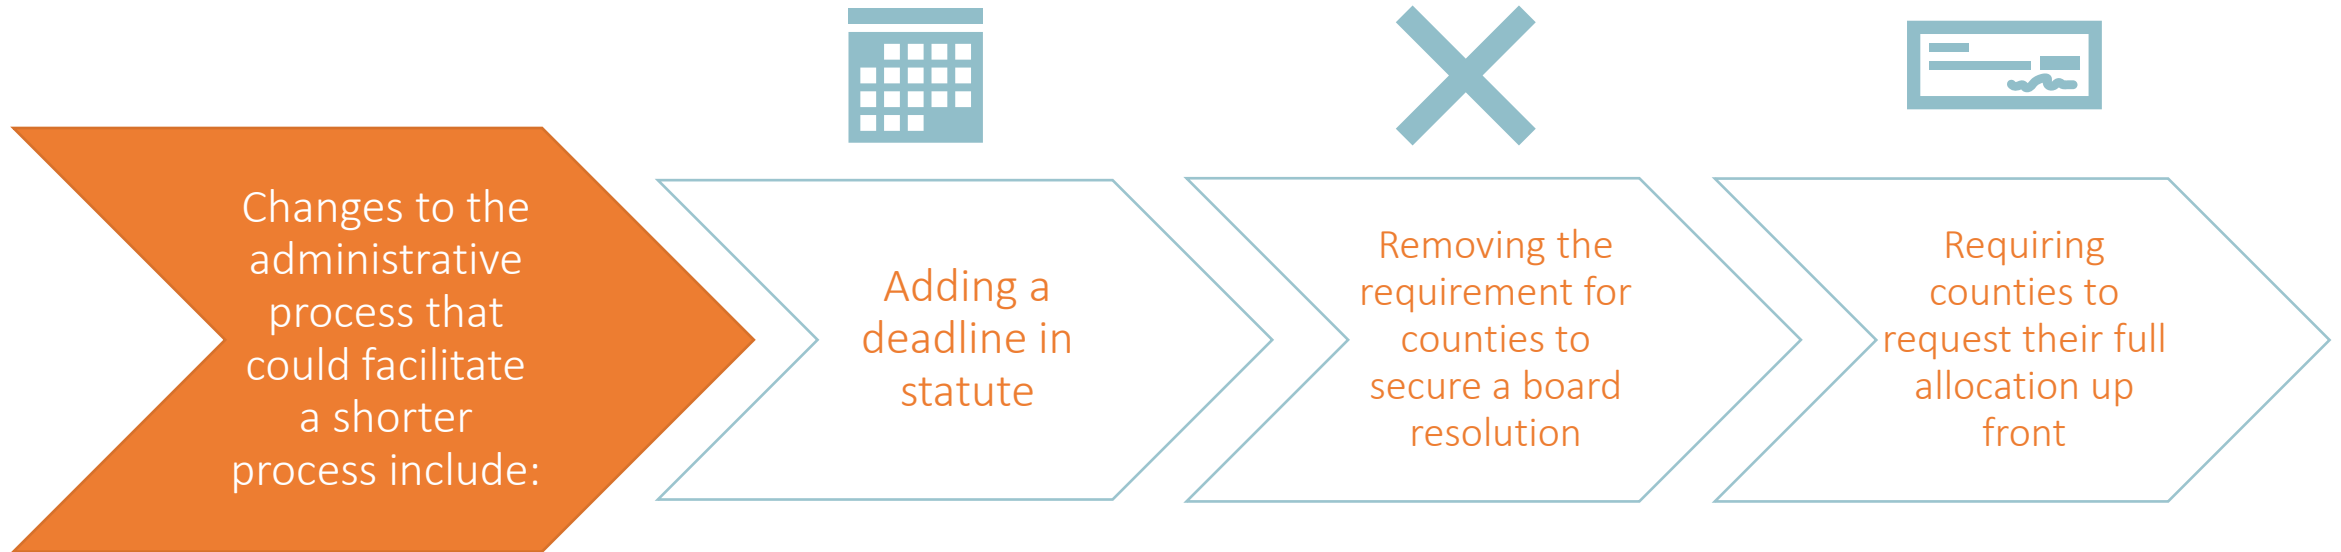 Changes to the
administrative
process that
could facilitate
a shorter
process include:
Adding a
deadline in
statute
Removing the
requirement for
counties to
secure a board
resolution
Requiring
counties to
request their full
allocation up
front